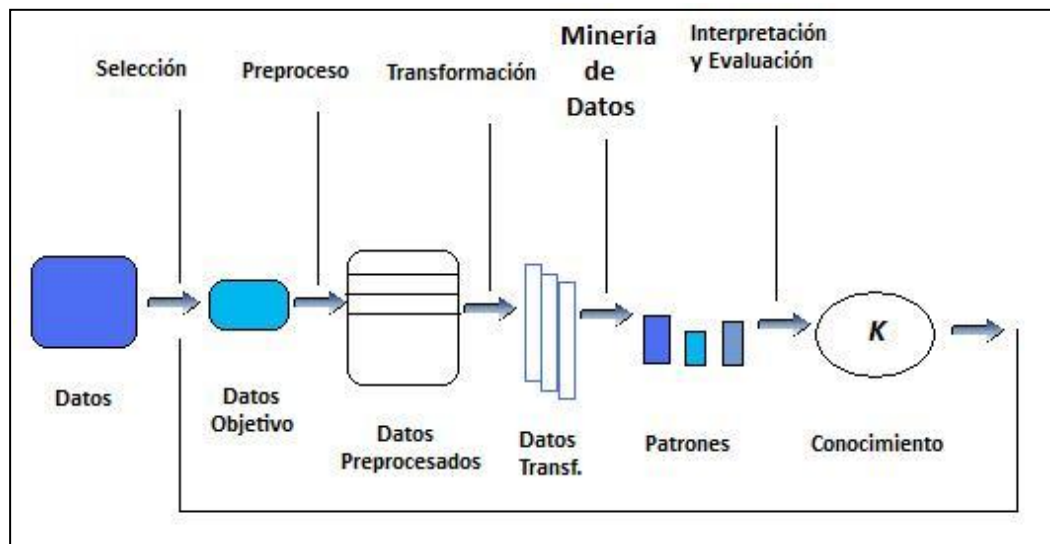 Selección
Preproceso
Transformación
Minería
de
Datos
Interpretación
y Evaluación
K
Datos
Datos
Objetivo
Datos
Preprocesados
Datos
Transf.
Patrones
Conocimiento